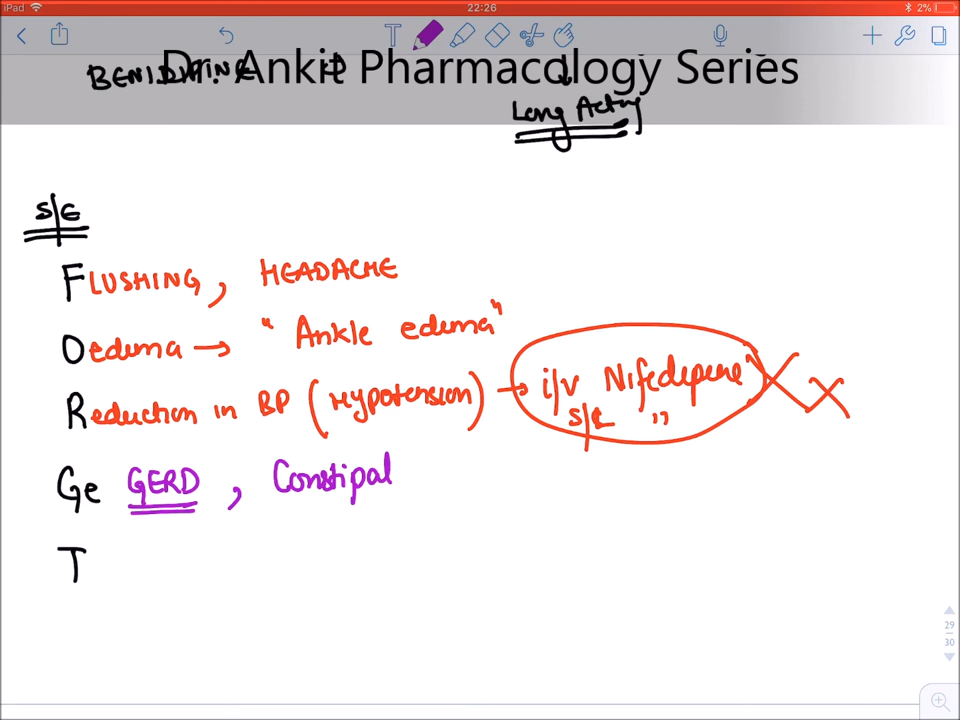 iPad 22:26 2%
Dr. Ankit Pharmacology Series
BENIDIPINE
Long Acting
S/E
FLUSHING, HEADACHE
Oedema → "Ankle edema"
Reduction in BP (Hypotension) → i/v Nifedepene
S/L "
Ge GERD, Constipal
T
29
30